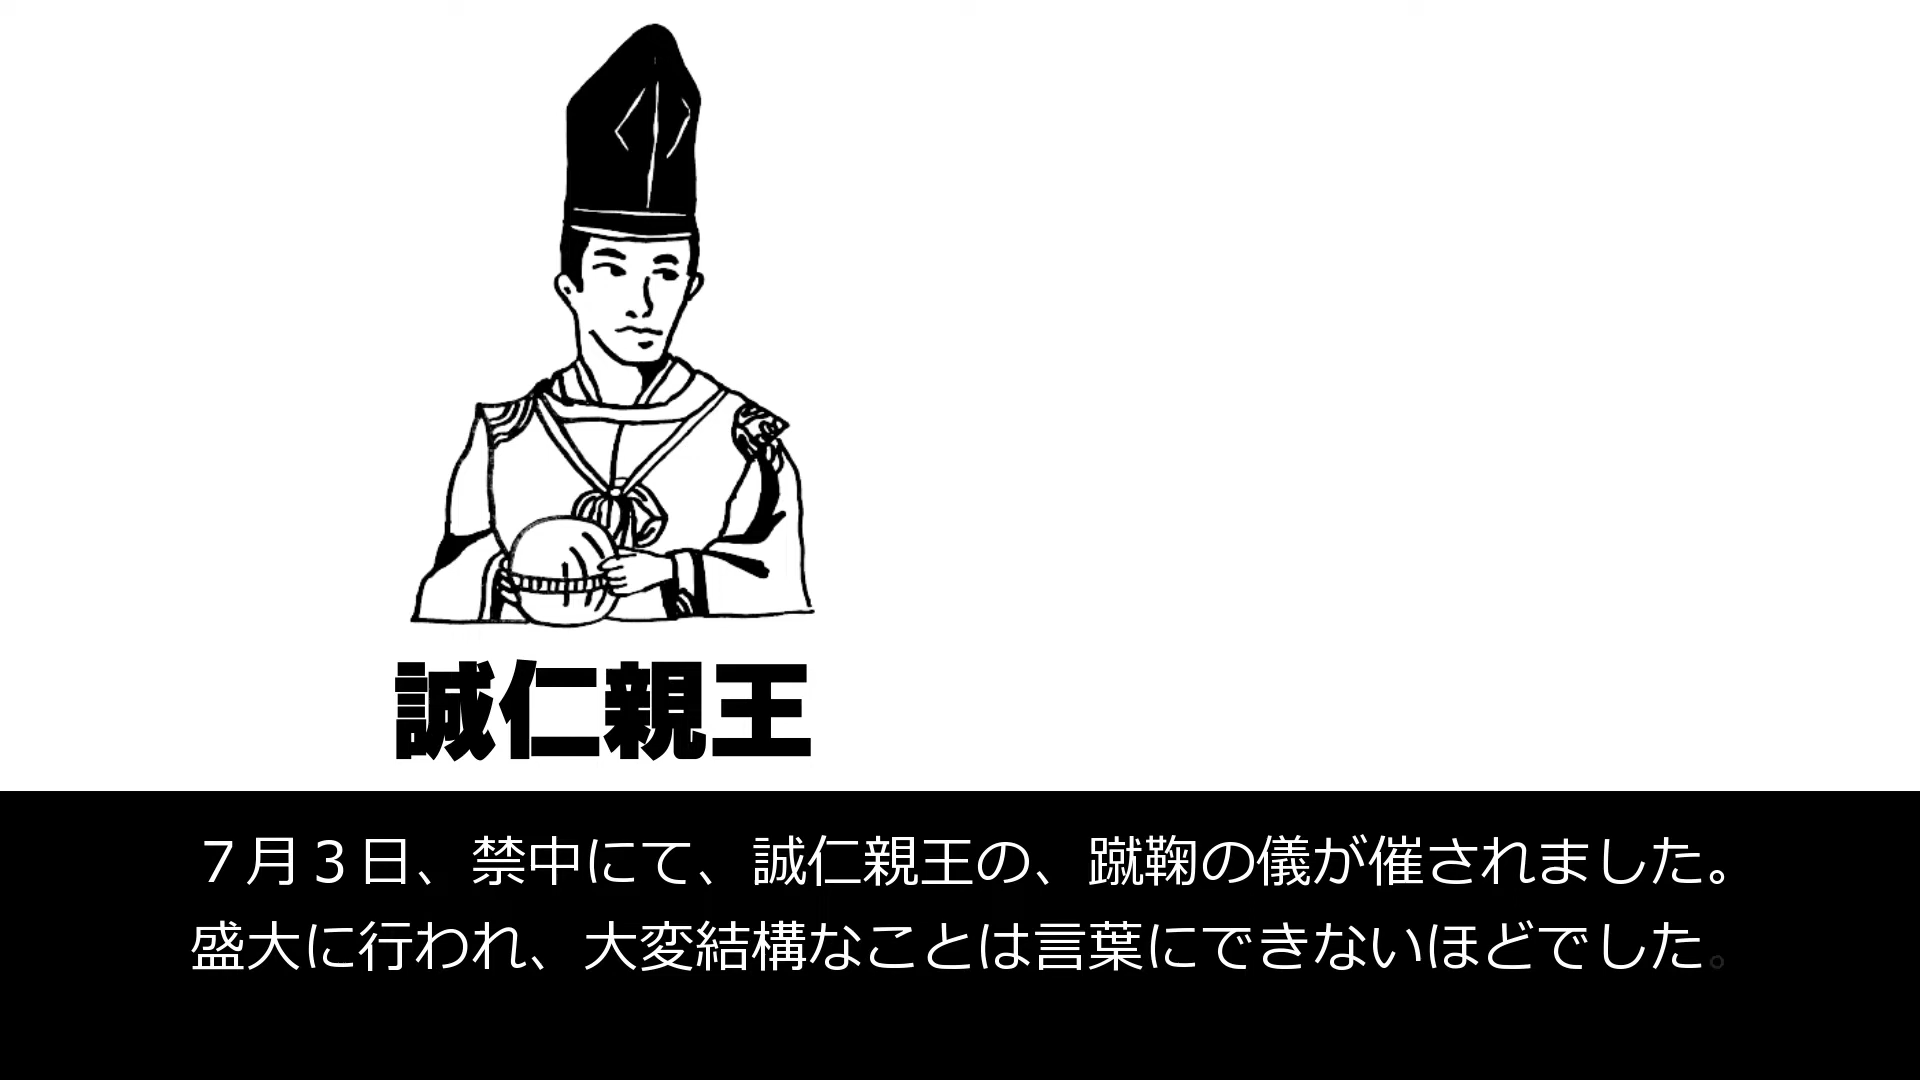 誠仁親王
７月３日、禁中にて、誠仁親王の、蹴鞠の儀が催されました。
盛大に行われ、大変結構なことは言葉にできないほどでした。